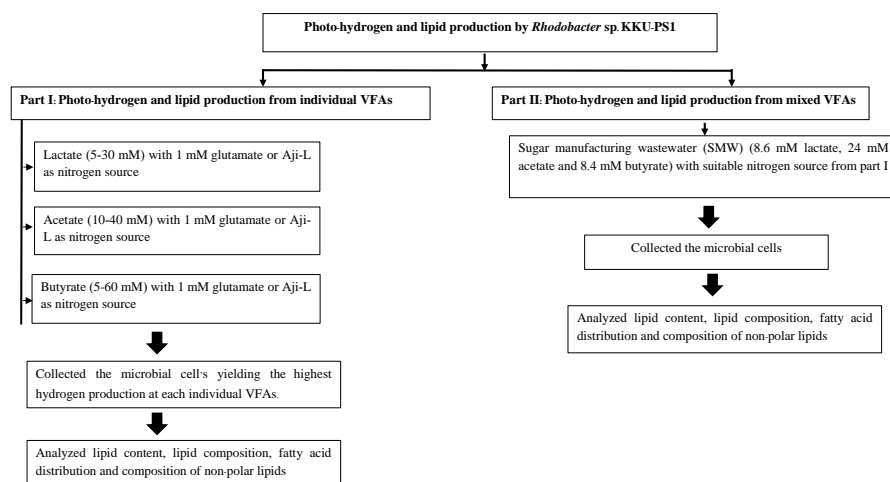 Photo-hydrogen and lipid production by Rhodobacter sp. KKU-PS1
Part I: Photo-hydrogen and lipid production from individual VFAs
Lactate (5-30 mM) with 1 mM glutamate or Aji-L
as nitrogen source
Acetate (10-40 mM) with 1 mM glutamate or Aji-
L as nitrogen source
Butyrate (5-60 mM) with 1 mM glutamate or Aji-L
as nitrogen source
Collected the microbial cell's yielding the highest
hydrogen production at each individual VFAs.
Analyzed lipid content, lipid composition, fatty acid
distribution and composition of non-polar lipids
Part II: Photo-hydrogen and lipid production from mixed VFAs
Sugar manufacturing wastewater (SMW) (8.6 mM lactate, 24 mM
acetate and 8.4 mM butyrate) with suitable nitrogen source from part I
Collected the microbial cells
Analyzed lipid content, lipid composition, fatty acid
distribution and composition of non-polar lipids